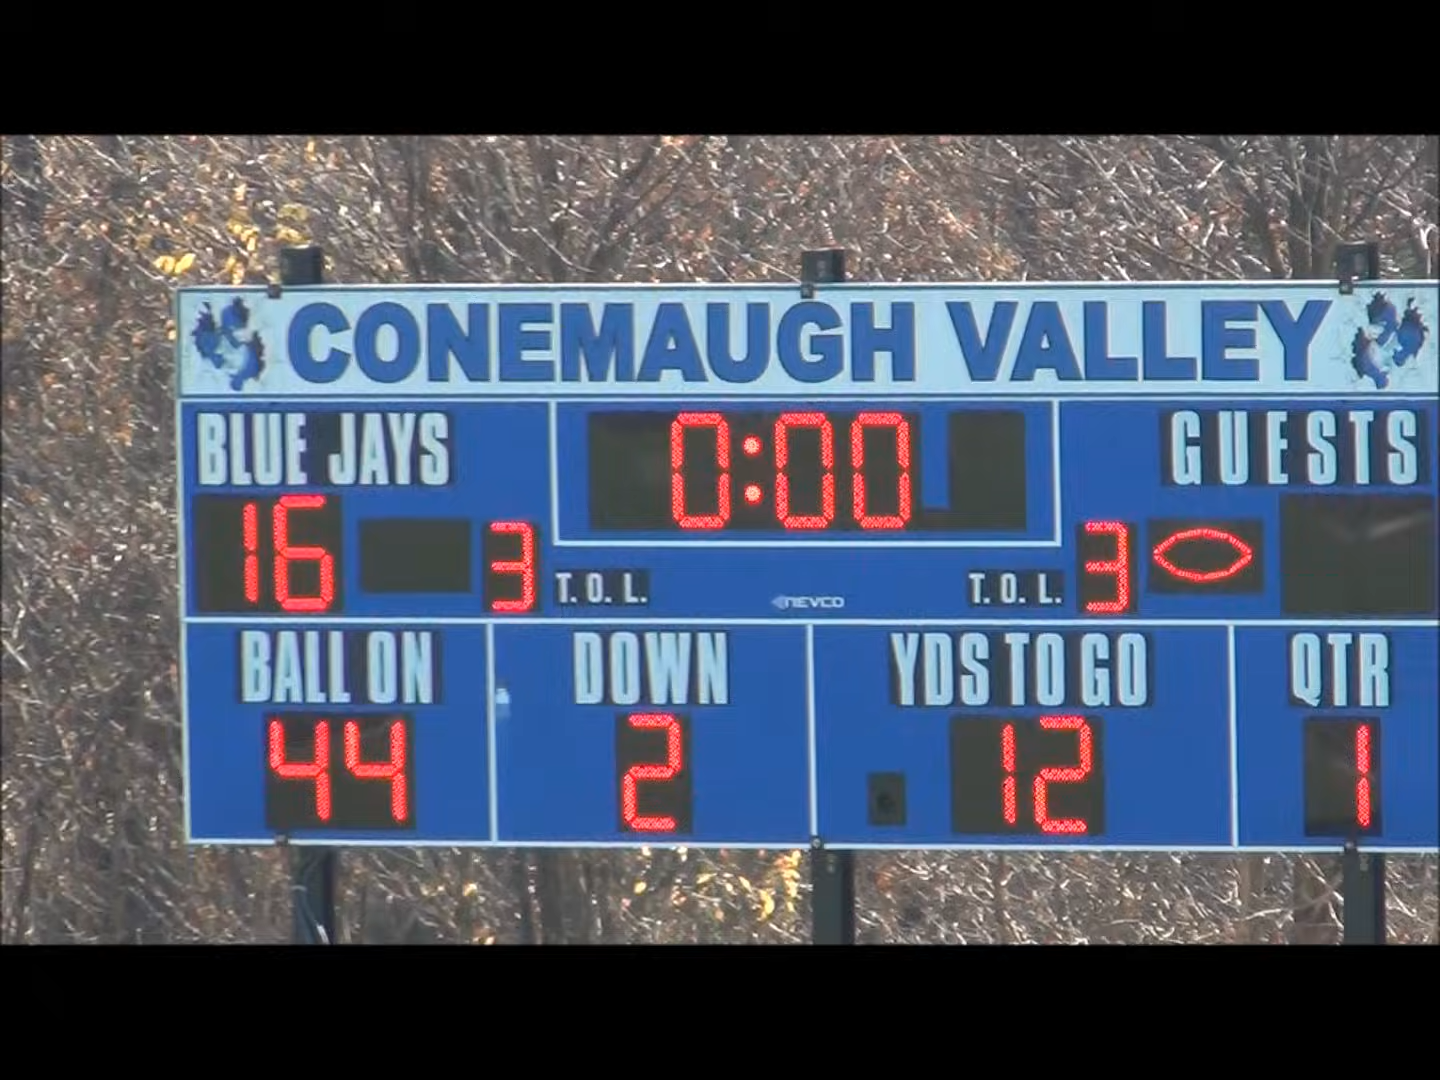 CONEMAUGH VALLEY
BLUE JAYS
0:00
GUESTS
16
3
T. O. L.
NEVCO
T. O. L.
3
BALL ON
DOWN
YDS TO GO
QTR
44
2
12
1